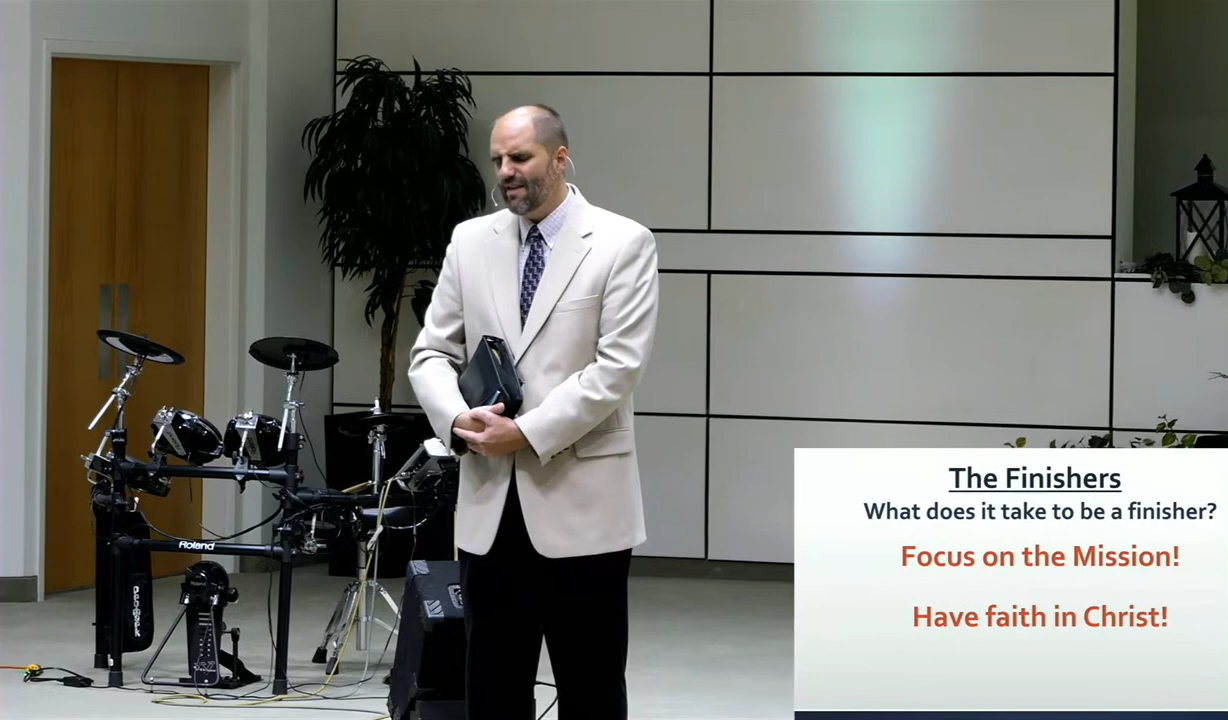 Roland
The Finishers
What does it take to be a finisher?
Focus on the Mission!
Have faith in Christ!